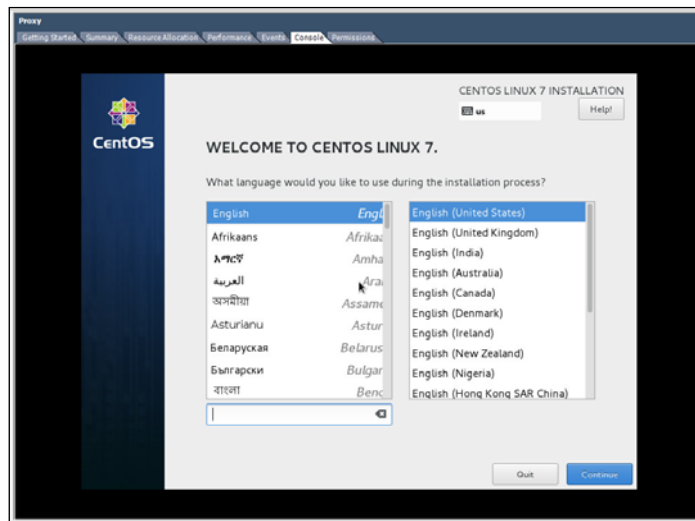 Proxy
Getting Started Summary Resource Allocation Performance Events Console Permissions
CENTOS LINUX 7 INSTALLATION
us Help!
CentOS
WELCOME TO CENTOS LINUX 7.
What language would you like to use during the installation process?
English Engl English (United States)
Afrikaans Afrikaa English (United Kingdom)
አማርኛ Amha English (India)
العربية Ara English (Australia)
অসমীয়া Assame English (Canada)
Asturianu Astur English (Denmark)
Беларуская Belarus English (Ireland)
Български Bulgar English (New Zealand)
বাংলা Beng English (Nigeria)
English (Hong Kong SAR China)
Quit Continue